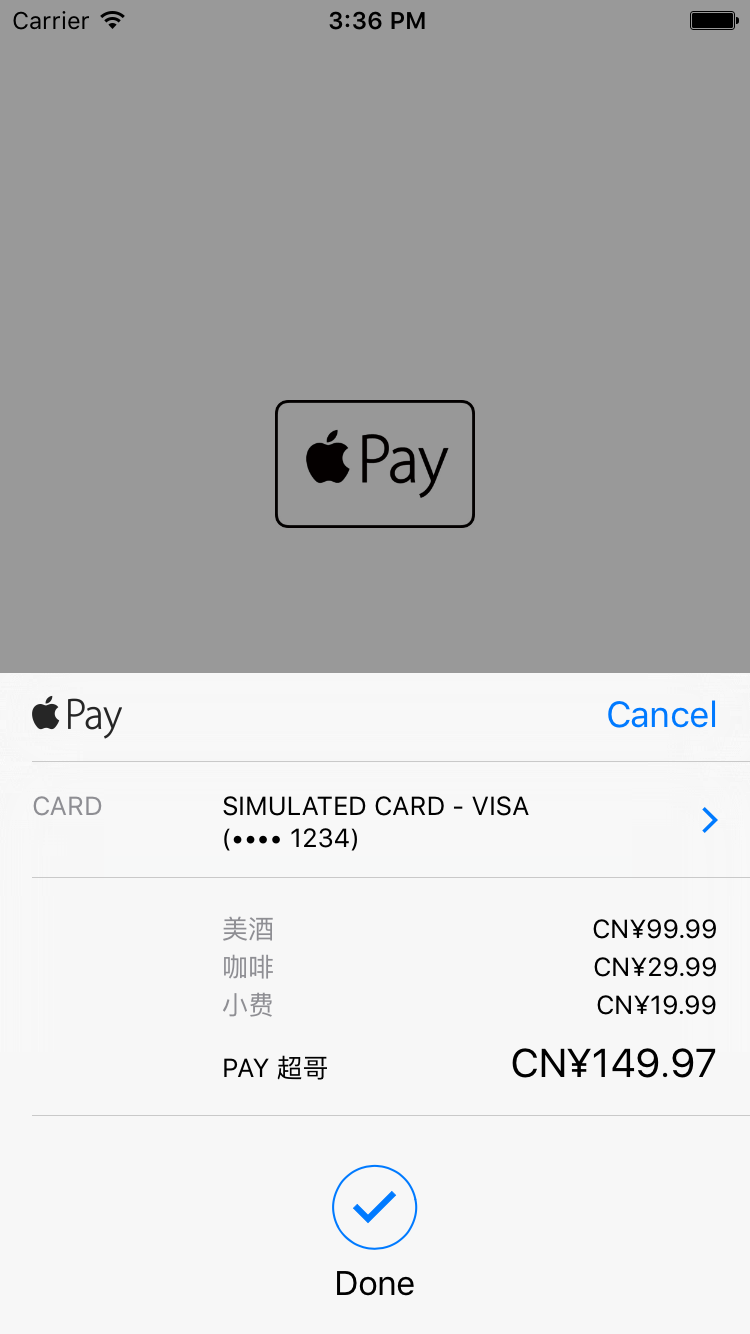 Carrier 3:36 PM
Pay
Pay Cancel
CARD SIMULATED CARD - VISA
(•••• 1234)
美酒 CN¥99.99
咖啡 CN¥29.99
小费 CN¥19.99
PAY 超哥 CN¥149.97
Done